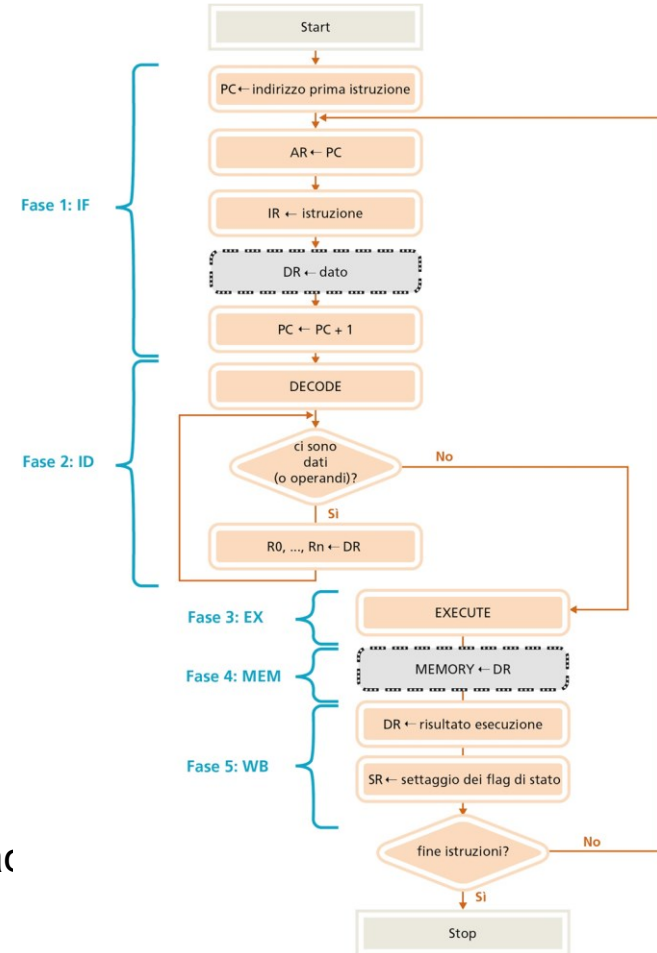 Start
PC ← indirizzo prima istruzione
AR ← PC
Fase 1: IF
IR ← istruzione
DR ← dato
PC ← PC + 1
DECODE
ci sono
dati
(o operandi)?
No
Fase 2: ID
Sì
R0, ..., Rn ← DR
Fase 3: EX
EXECUTE
Fase 4: MEM
MEMORY ← DR
DR ← risultato esecuzione
Fase 5: WB
SR ← settaggio dei flag di stato
fine istruzioni?
No
Sì
Stop